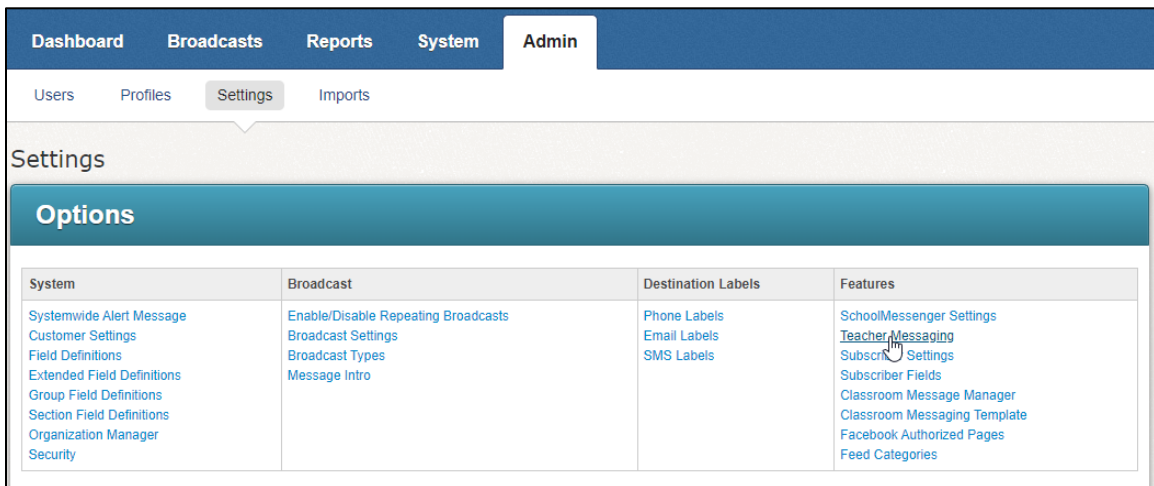 Dashboard Broadcasts Reports System Admin
Users Profiles Settings Imports
Settings
Options
System Broadcast Destination Labels Features
Systemwide Alert Message Enable/Disable Repeating Broadcasts Phone Labels SchoolMessenger Settings
Customer Settings Broadcast Settings Email Labels Teacher Messaging
Field Definitions Broadcast Types SMS Labels Settings
Extended Field Definitions Message Intro Subscriber Fields
Group Field Definitions Classroom Message Manager
Section Field Definitions Classroom Messaging Template
Organization Manager Facebook Authorized Pages
Security Feed Categories